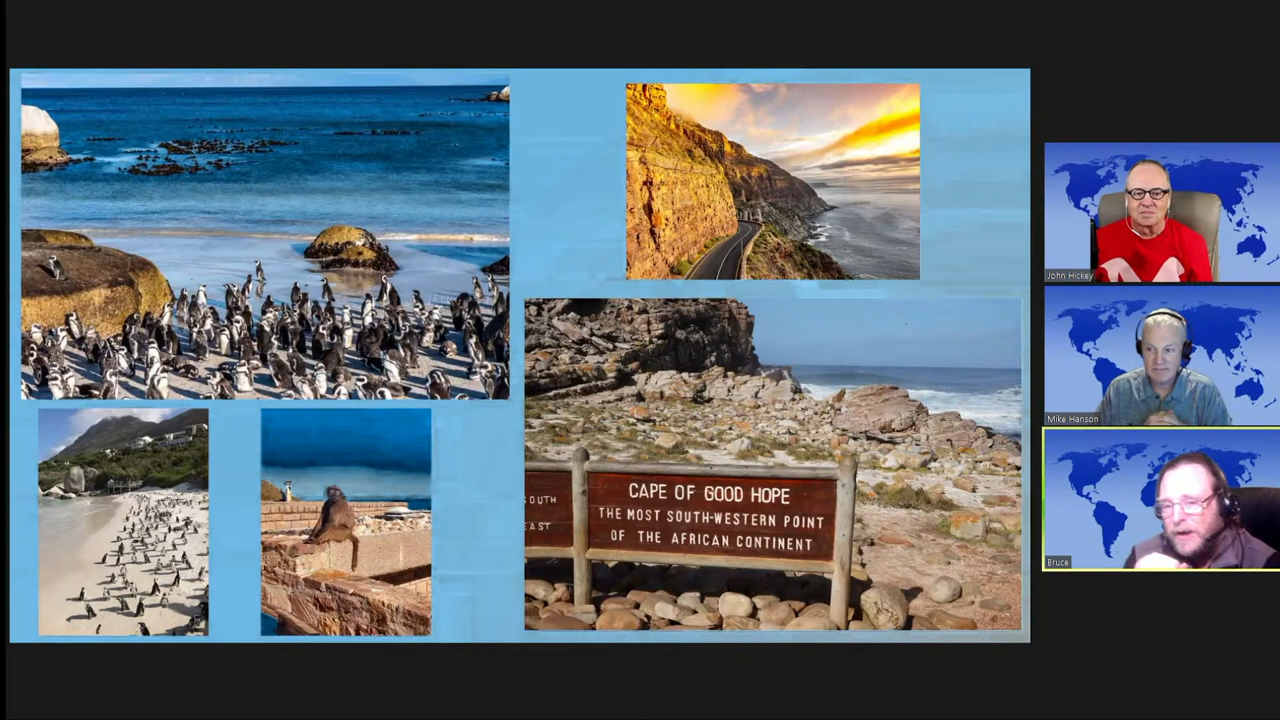 OUTH
EAST
CAPE OF GOOD HOPE
THE MOST SOUTH-WESTERN POINT
OF THE AFRICAN CONTINENT
John Hickey
Mike Hanson
Bruce